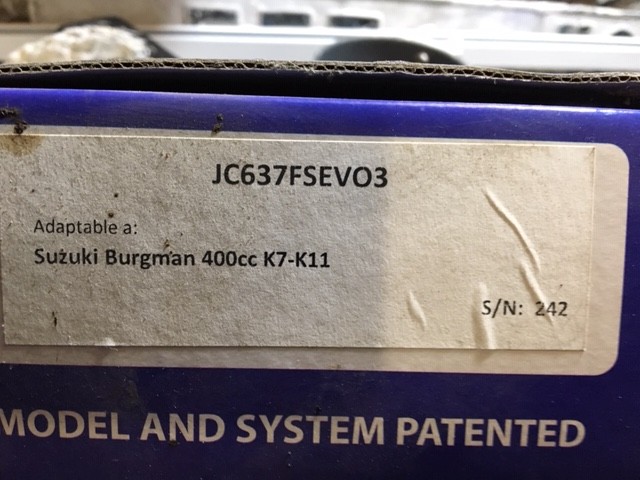 JC637FSEVO3
Adaptable a:
Suzuki Burgman 400cc K7-K11
S/N: 242
MODEL AND SYSTEM PATENTED